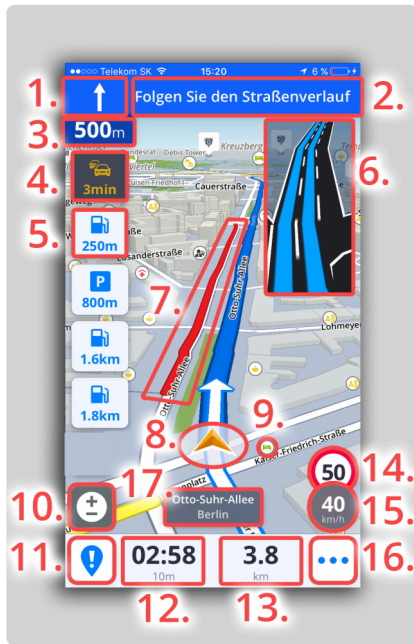 Telekom SK 15:20 6 %
1.
Folgen Sie den Straßenverlauf
2.
3.
500m
Debis Tower
Kreuzberg
4.
3min
Cauerstraße
6.
5.
250m
Lusanderstraße
P
800m
7.
Otto-Suhr-Allee
1.6km
Otto-Suhr-Allee
1.8km
8.
9.
Kaiser-Friedrich-Straße
17
50
14.
10.
Otto-Suhr-Allee
Berlin
40
km/h
15.
11.
02:58
10m
3.8
km
16.
12.
13.